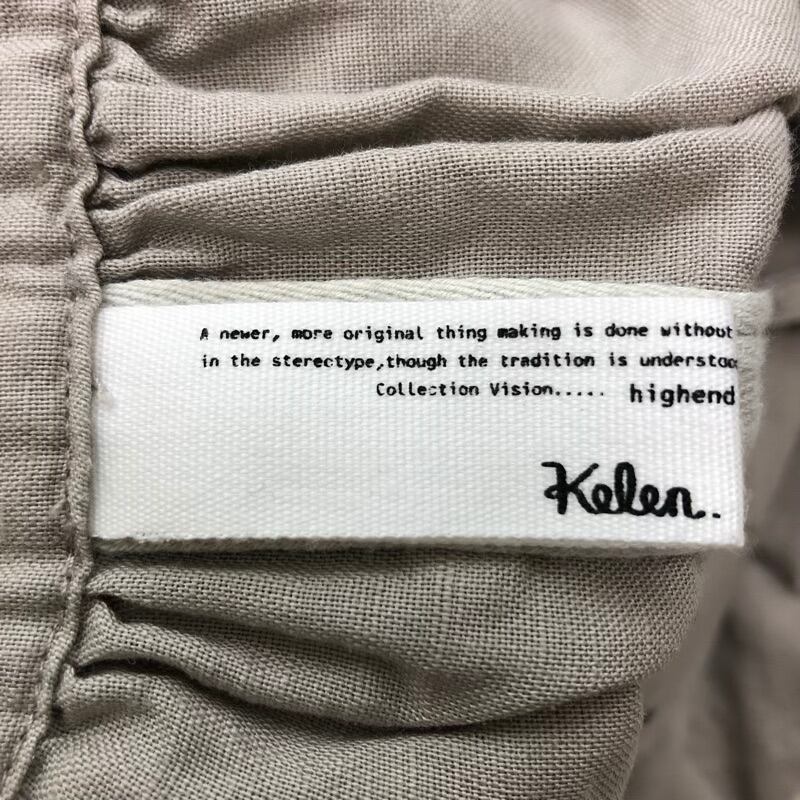 A newer, more original thing making is done without
in the sterectype,though the tradition is understoo
Collection Vision..... highend
Kelen.